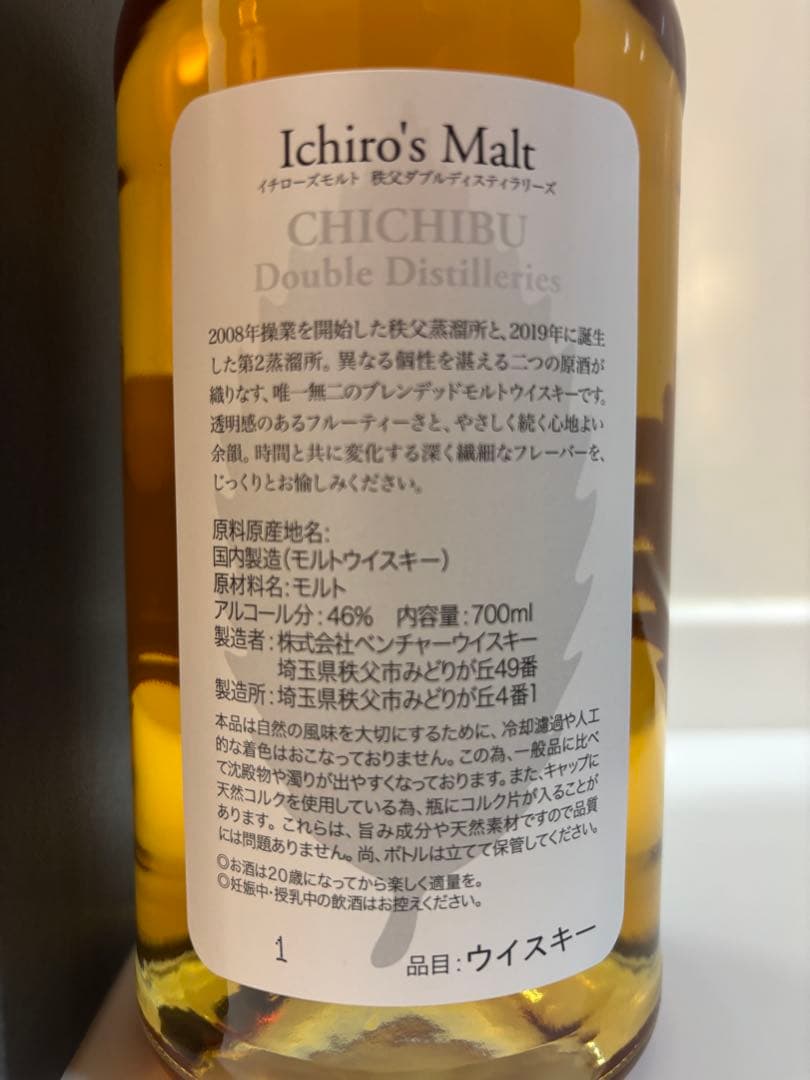 Ichiro's Malt
イチローズモルト 秩父ダブルディスティラリーズ
CHICHIBU
Double Distilleries
2008年操業を開始した秩父蒸溜所と、2019年に誕生
した第2蒸溜所。異なる個性を湛える二つの原酒が
織りなす、唯一無二のブレンデッドモルトウイスキーです。
透明感のあるフルーティーさと、やさしく続く心地よい
余韻。時間と共に変化する深く繊細なフレーバーを、
じっくりとお愉しみください。
原料原産地名:
国内製造(モルトウイスキー)
原材料名:モルト
アルコール分:46% 内容量:700ml
製造者:株式会社ベンチャーウイスキー
埼玉県秩父市みどりが丘49番
製造所:埼玉県秩父市みどりが丘4番1
本品は自然の風味を大切にするために、冷却濾過や人工
的な着色はおこなっておりません。この為、一般品に比べ
て沈殿物や濁りが出やすくなっております。また、キャップに
天然コルクを使用している為、瓶にコルク片が入ることが
あります。これらは、旨み成分や天然素材ですので品質
には問題ありません。尚、ボトルは立てて保管してください。
◎お酒は20歳になってから楽しく適量を。
◎妊娠中・授乳中の飲酒はお控えください。
1
品目:ウイスキー